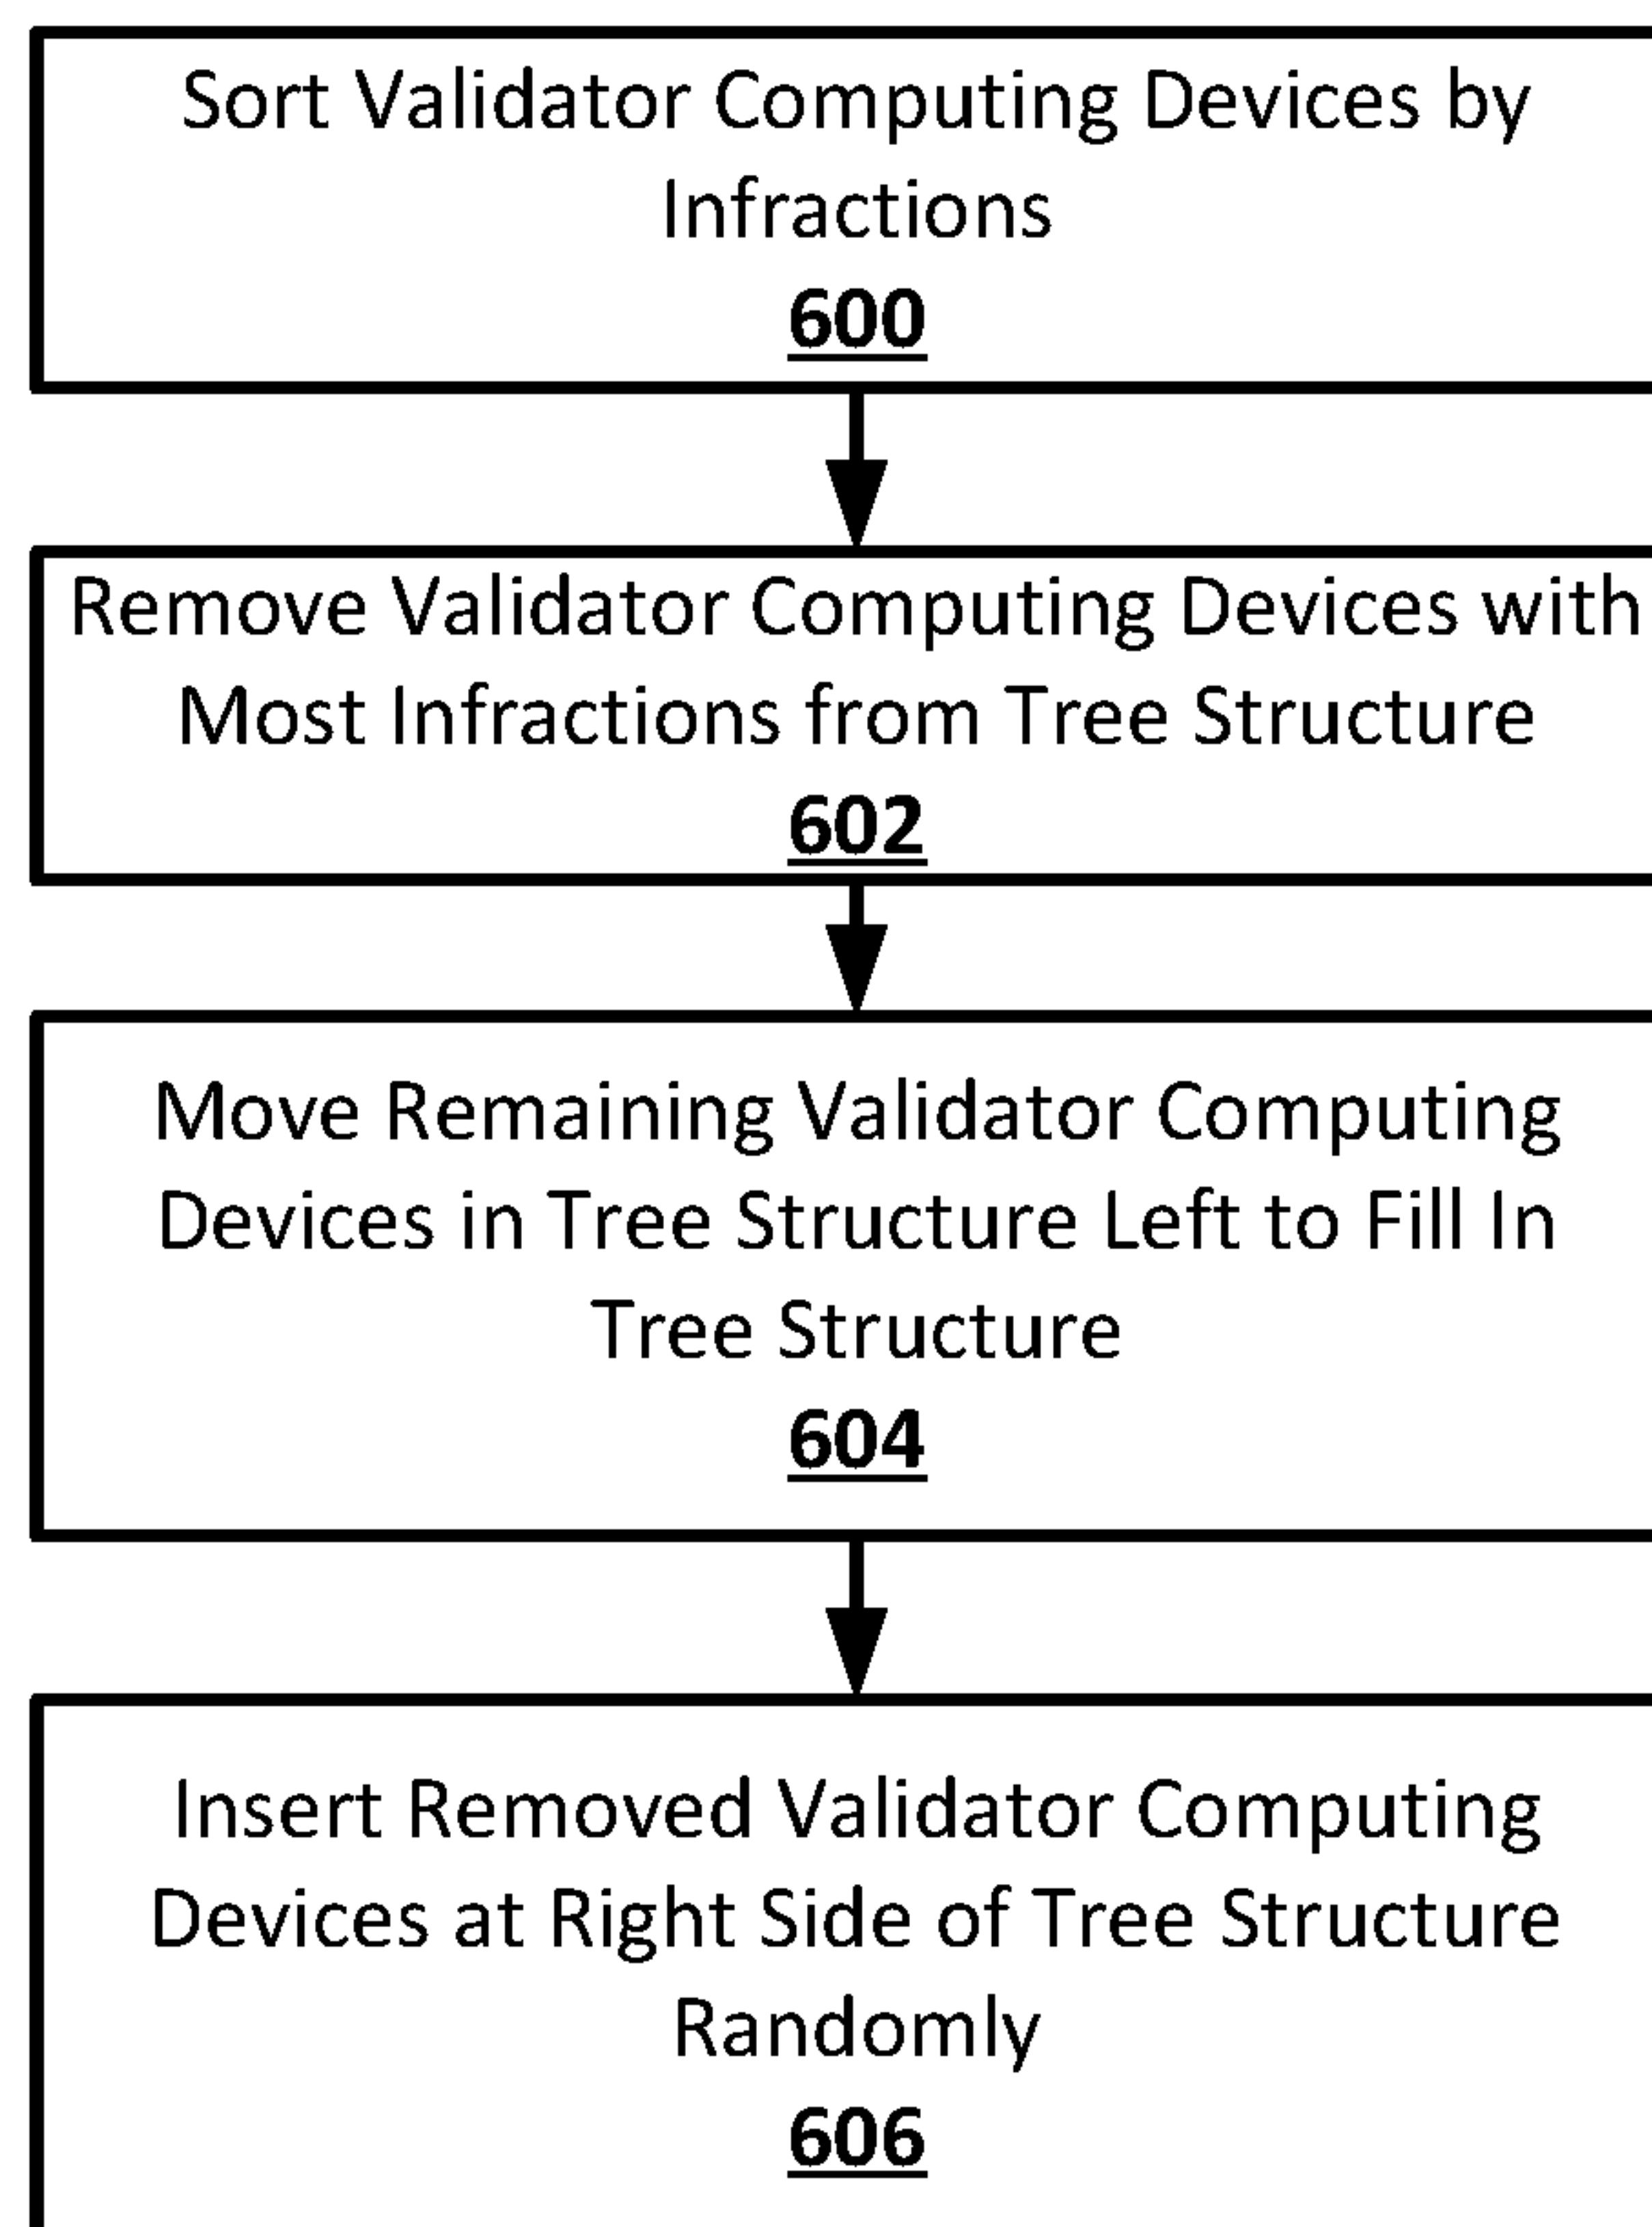 Sort Validator Computing Devices by
Infractions
600
Remove Validator Computing Devices with
Most Infractions from Tree Structure
602
Move Remaining Validator Computing
Devices in Tree Structure Left to Fill In
Tree Structure
604
Insert Removed Validator Computing
Devices at Right Side of Tree Structure
Randomly
606